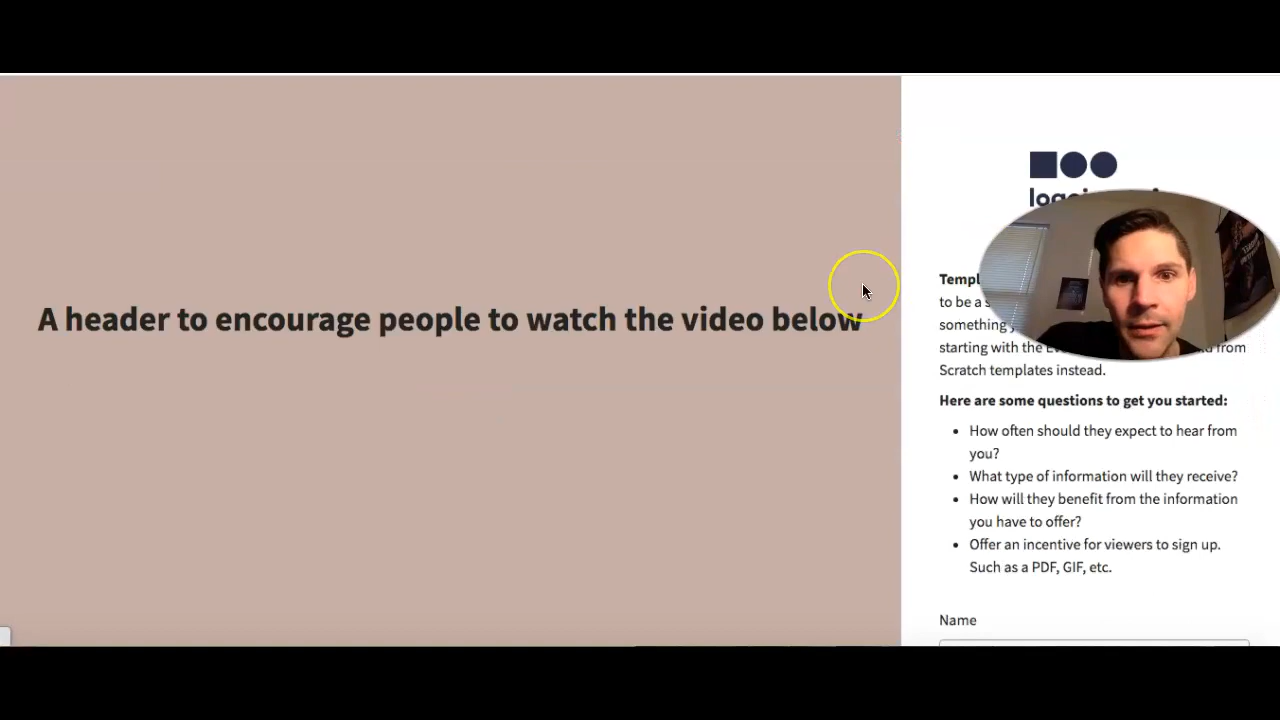 A header to encourage people to watch the video below
Templ
to be a
something
starting with the from
Scratch templates instead.
Here are some questions to get you started:
• How often should they expect to hear from
you?
• What type of information will they receive?
• How will they benefit from the information
you have to offer?
• Offer an incentive for viewers to sign up.
Such as a PDF, GIF, etc.
Name